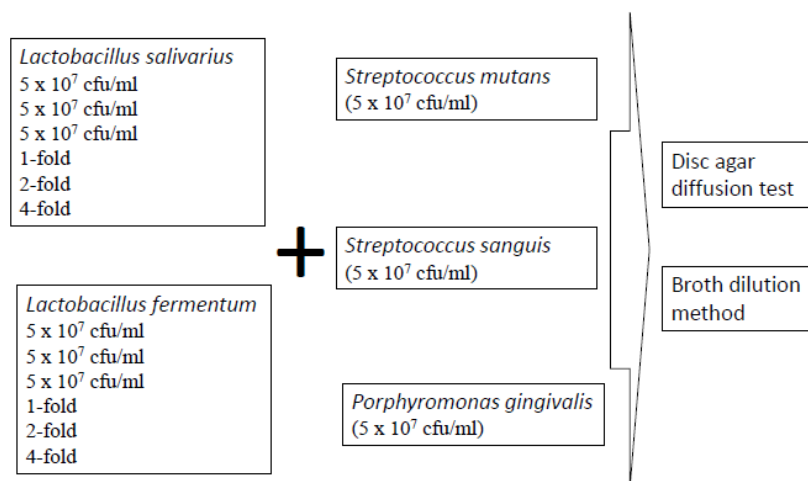 Lactobacillus salivarius
5 x 10⁷ cfu/ml
5 x 10⁷ cfu/ml
5 x 10⁷ cfu/ml
1-fold
2-fold
4-fold
Lactobacillus fermentum
5 x 10⁷ cfu/ml
5 x 10⁷ cfu/ml
5 x 10⁷ cfu/ml
1-fold
2-fold
4-fold
+
Streptococcus mutans
(5 x 10⁷ cfu/ml)
Streptococcus sanguis
(5 x 10⁷ cfu/ml)
Porphyromonas gingivalis
(5 x 10⁷ cfu/ml)
Disc agar
diffusion test
Broth dilution
method